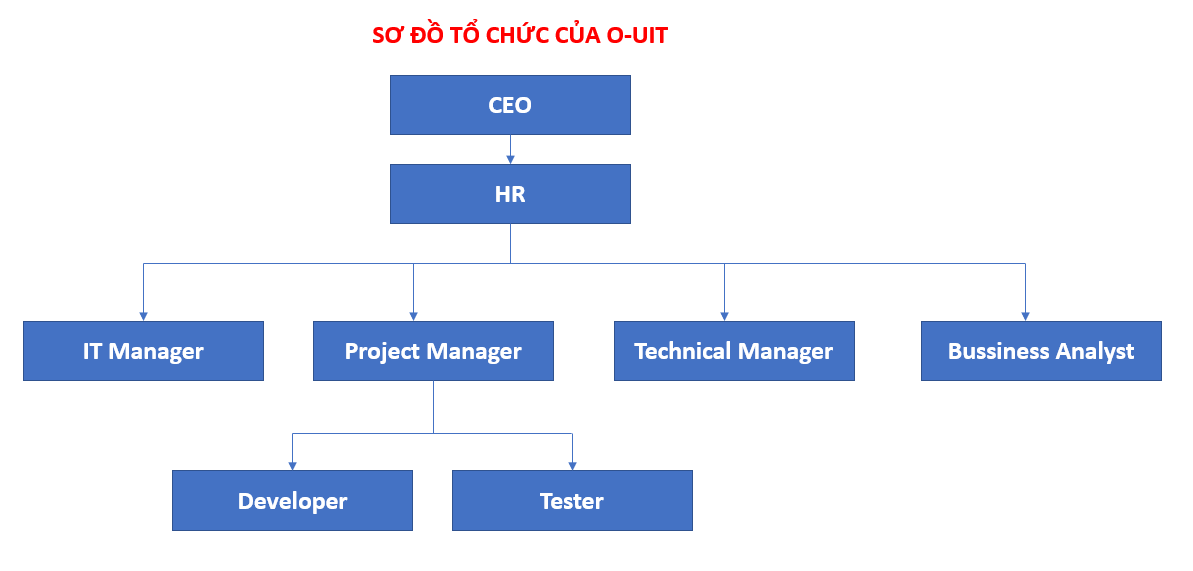 SƠ ĐỒ TỔ CHỨC CỦA O-UIT
CEO
HR
IT Manager
Project Manager
Technical Manager
Bussiness Analyst
Developer
Tester